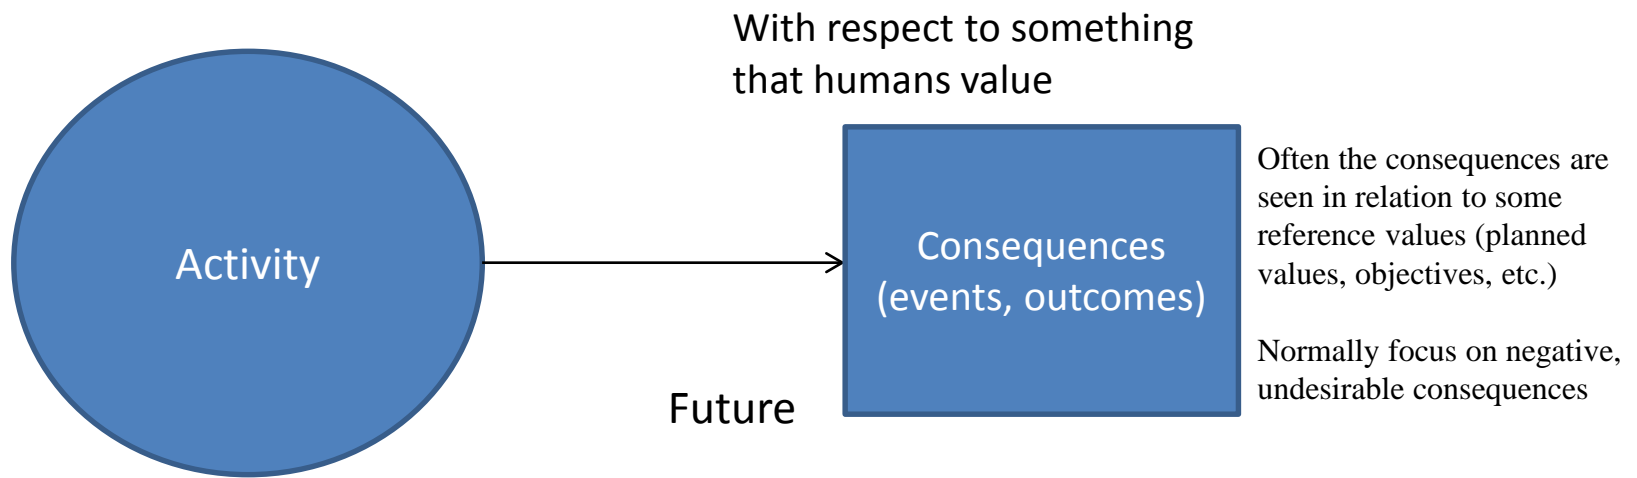 With respect to something
that humans value
Activity
Consequences
(events, outcomes)
Often the consequences are
seen in relation to some
reference values (planned
values, objectives, etc.)
Normally focus on negative,
undesirable consequences
Future